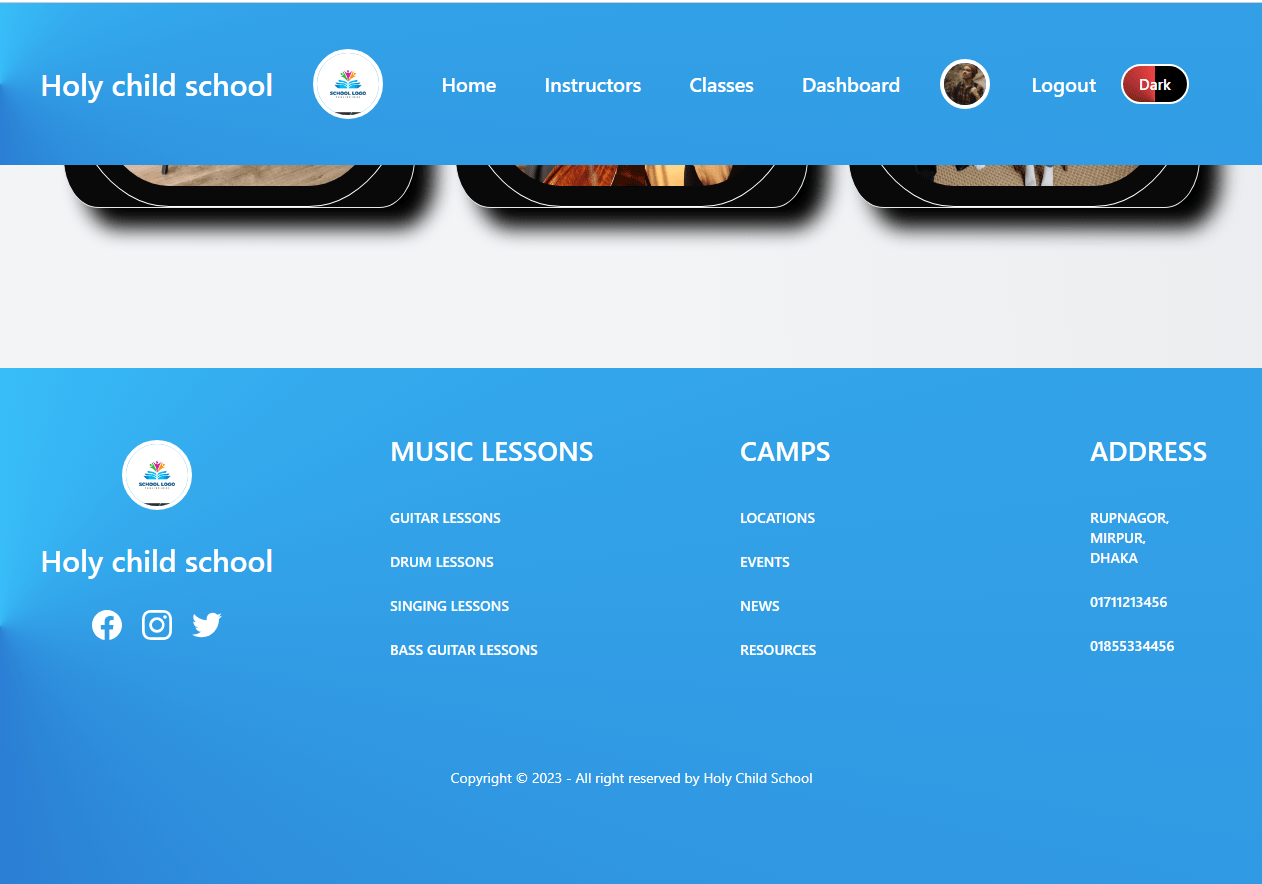 Holy child school
SCHOOL LOGO
Home
Instructors
Classes
Dashboard
Logout
Dark
SCHOOL LOGO
Holy child school
MUSIC LESSONS
GUITAR LESSONS
DRUM LESSONS
SINGING LESSONS
BASS GUITAR LESSONS
CAMPS
LOCATIONS
EVENTS
NEWS
RESOURCES
ADDRESS
RUPNAGOR,
MIRPUR,
DHAKA
01711213456
01855334456
Copyright © 2023 - All right reserved by Holy Child School